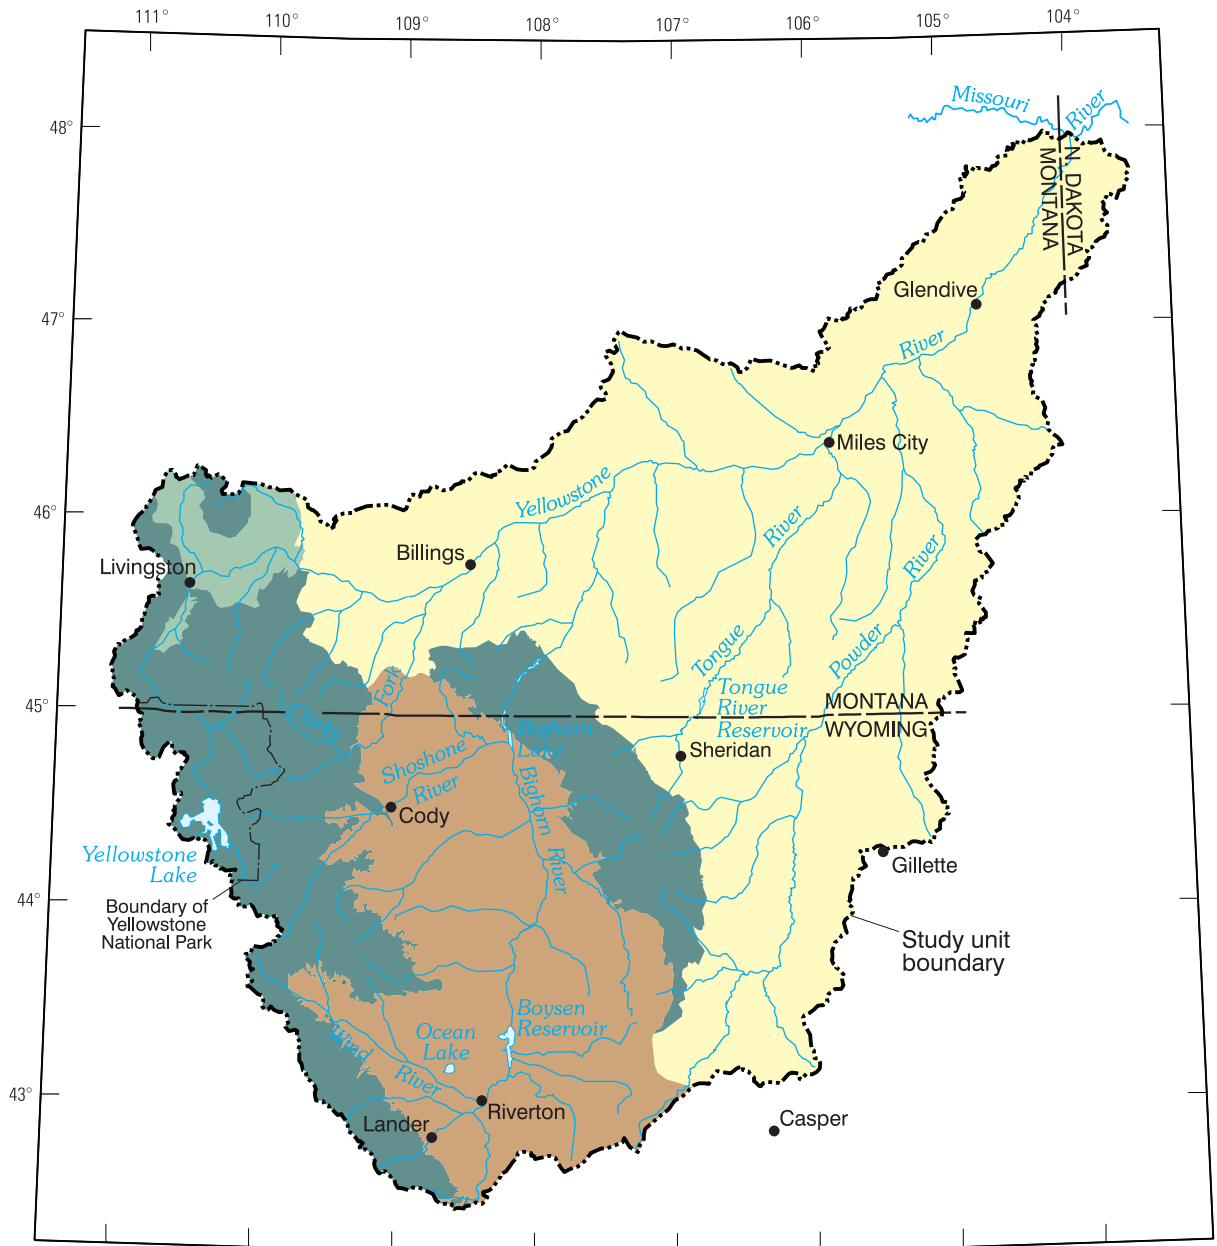 111°
110°
109°
108°
107°
106°
105°
104°
Missouri
River
48°
N. DAKOTA
MONTANA
Glendive
47°
River
Miles City
Yellowstone
46°
River
Billings
River
Livingston
Tongue
Powder
Fork
Tongue
River
Reservoir
45°
MONTANA
WYOMING
Clarks
Bighorn
Lake
Sheridan
Shoshone
River
Bighorn
River
Cody
Yellowstone
Lake
Gillette
44°
Boundary of
Yellowstone
National Park
Study unit
boundary
Boysen
Reservoir
Ocean
Lake
Wind
River
43°
Riverton
Lander
Casper